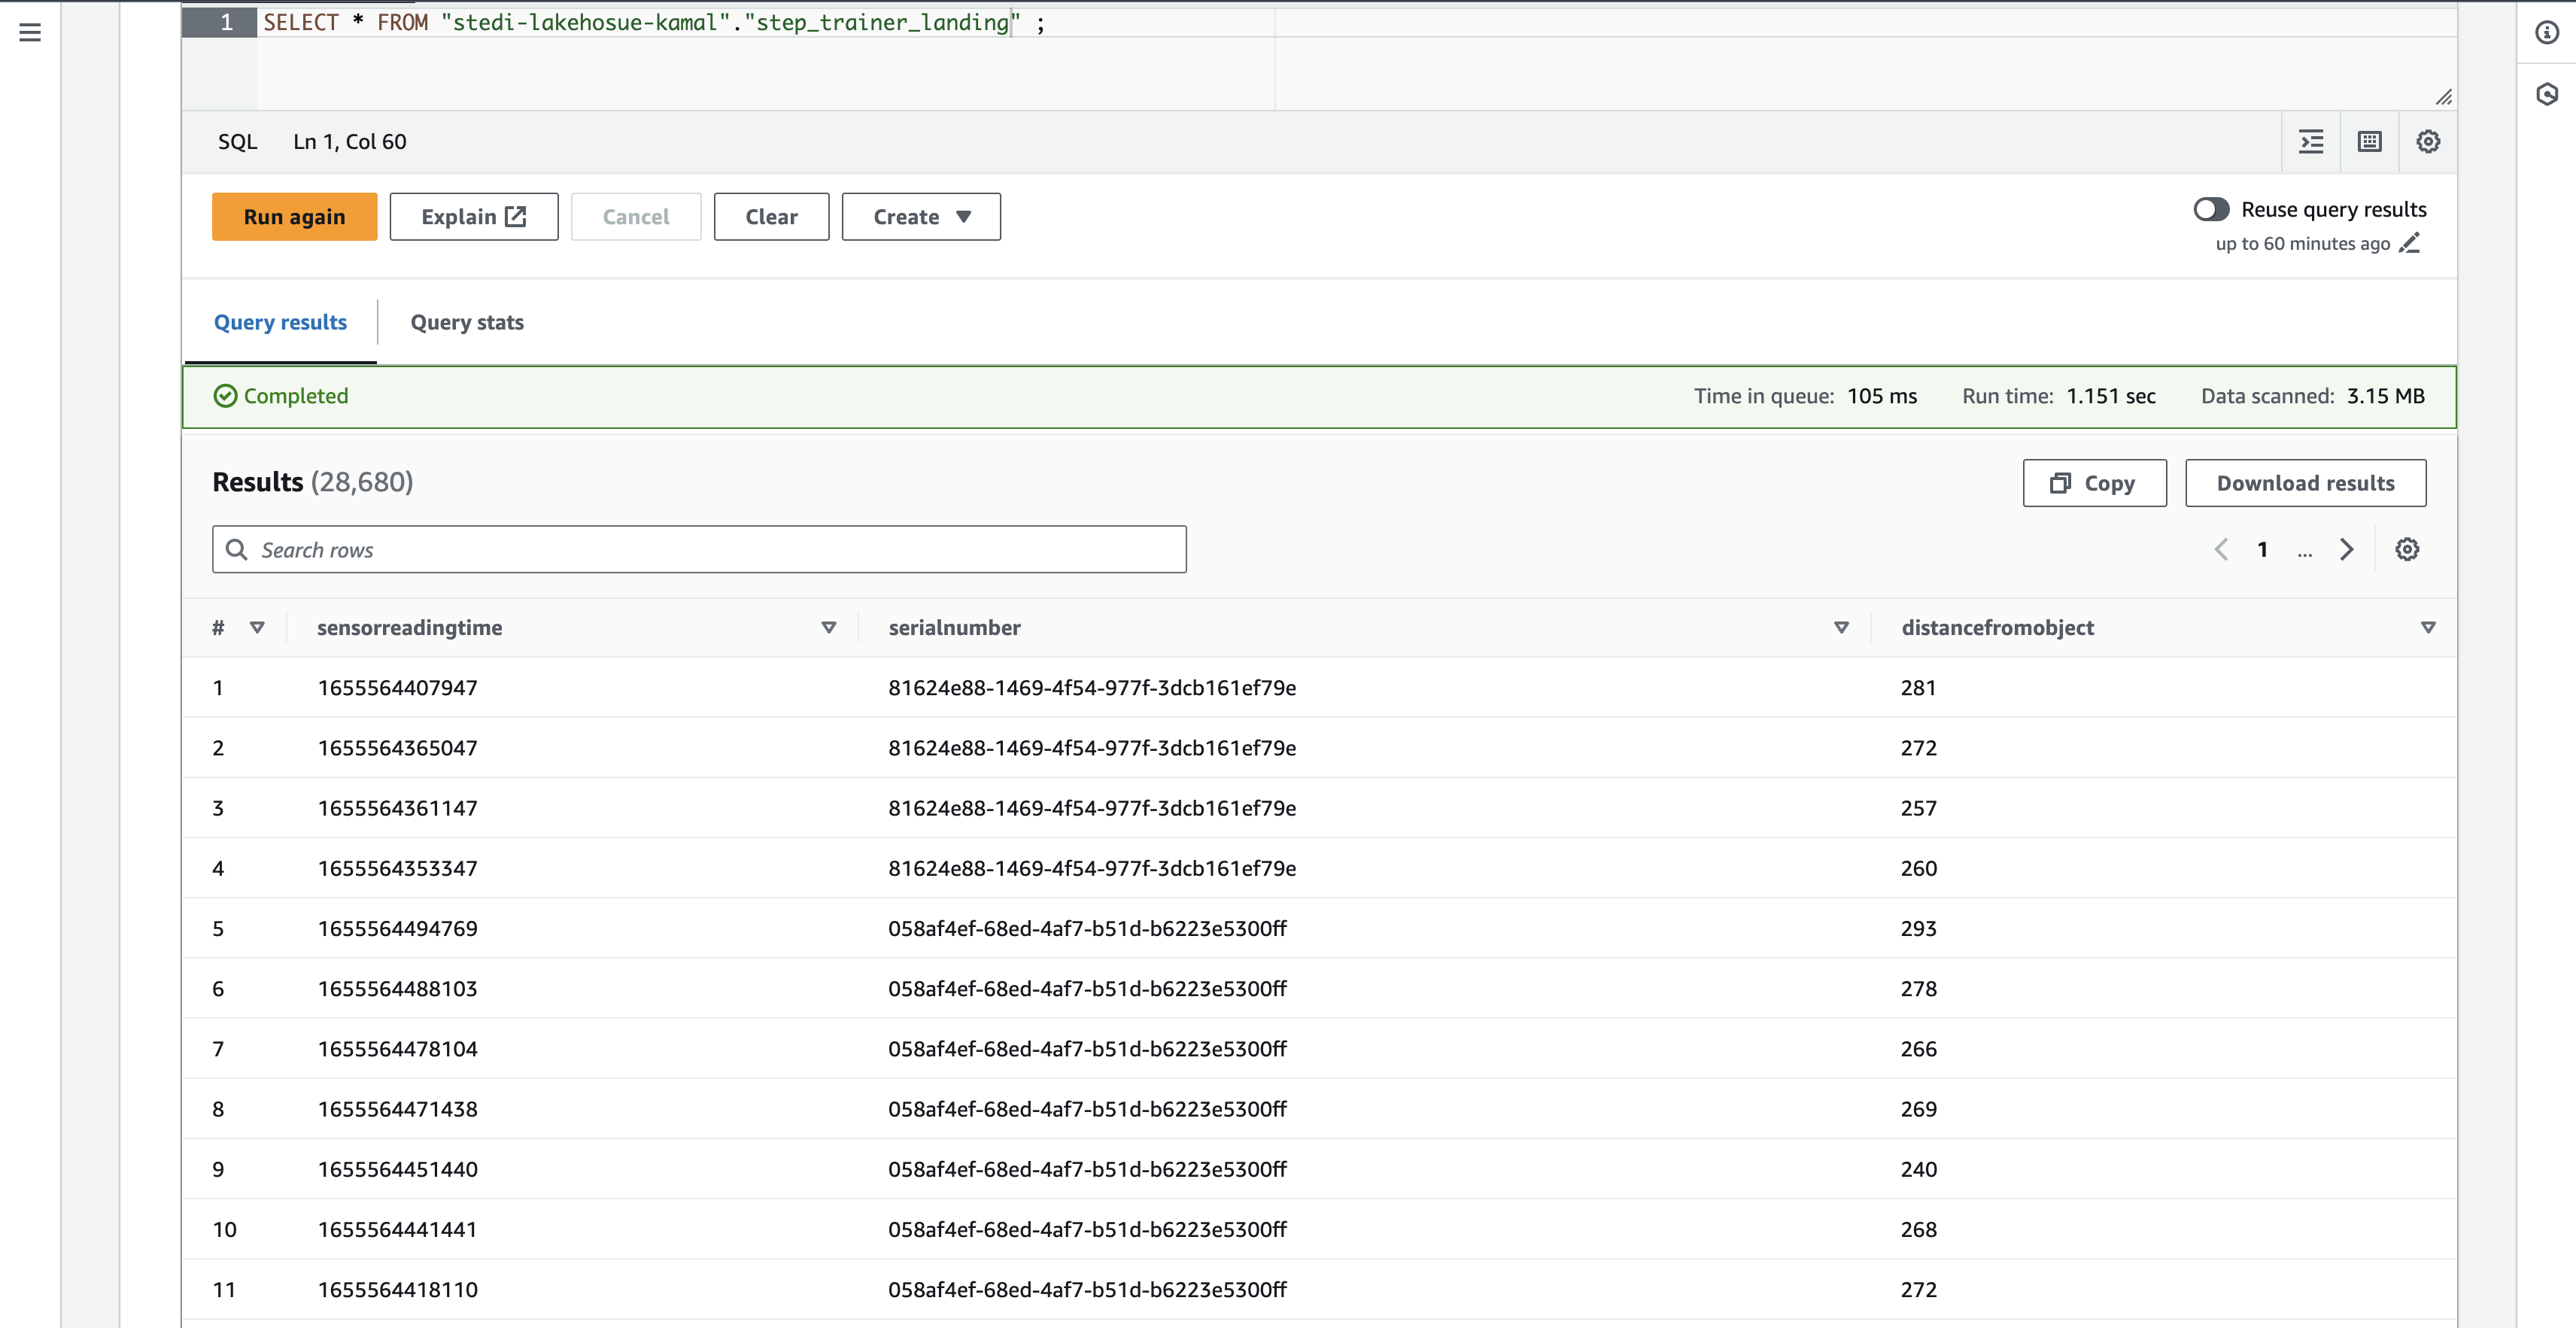 1 SELECT * FROM "stedi-lakehosue-kamal"."step_trainer_landing" ;
SQL Ln 1, Col 60
Run again Explain Cancel Clear Create Reuse query results
up to 60 minutes ago
Query results Query stats
Completed Time in queue: 105 ms Run time: 1.151 sec Data scanned: 3.15 MB
Results (28,680) Copy Download results
Search rows 1 ...
# sensorreadingtime serialnumber distancefromobject
1 1655564407947 81624e88-1469-4f54-977f-3dcb161ef79e 281
2 1655564365047 81624e88-1469-4f54-977f-3dcb161ef79e 272
3 1655564361147 81624e88-1469-4f54-977f-3dcb161ef79e 257
4 1655564353347 81624e88-1469-4f54-977f-3dcb161ef79e 260
5 1655564494769 058af4ef-68ed-4af7-b51d-b6223e5300ff 293
6 1655564488103 058af4ef-68ed-4af7-b51d-b6223e5300ff 278
7 1655564478104 058af4ef-68ed-4af7-b51d-b6223e5300ff 266
8 1655564471438 058af4ef-68ed-4af7-b51d-b6223e5300ff 269
9 1655564451440 058af4ef-68ed-4af7-b51d-b6223e5300ff 240
10 1655564441441 058af4ef-68ed-4af7-b51d-b6223e5300ff 268
11 1655564418110 058af4ef-68ed-4af7-b51d-b6223e5300ff 272